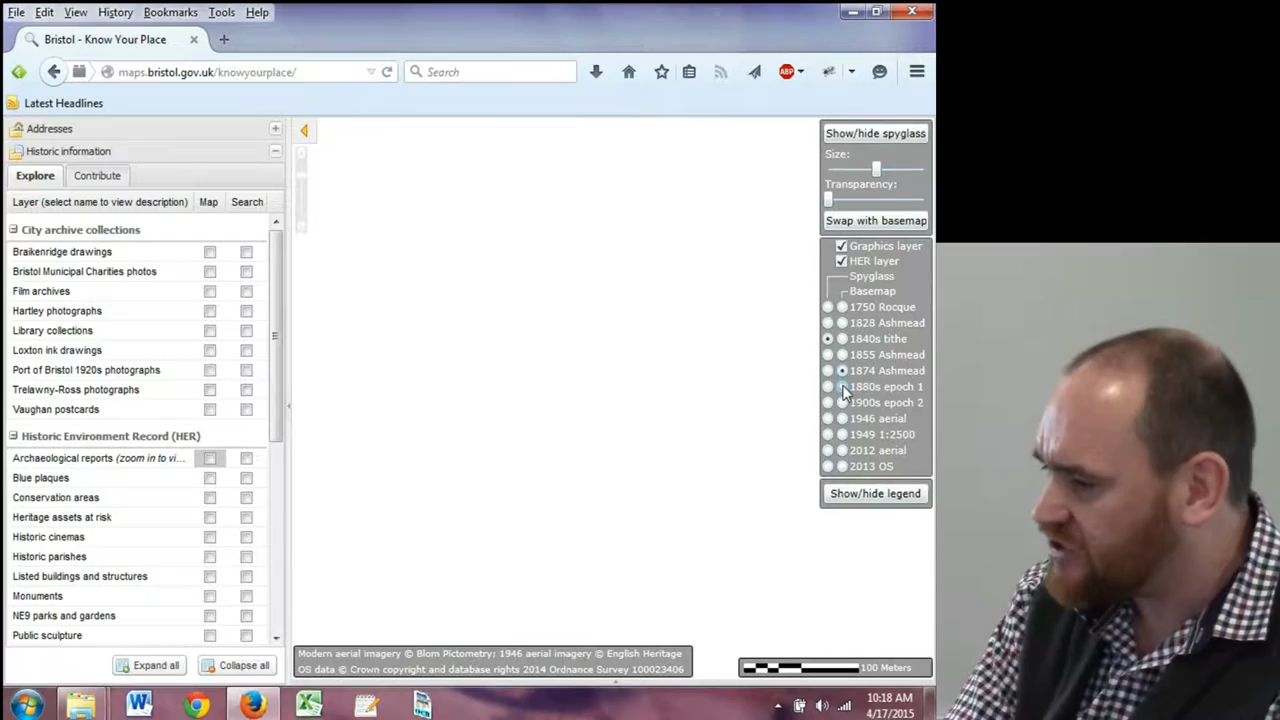 File Edit View History Bookmarks Tools Help
Bristol - Know Your Place
maps.bristol.gov.uk/knowyourplace/
Search
ABP
Latest Headlines
Addresses
Historic information
Explore Contribute
Layer (select name to view description) Map Search
City archive collections
Braikenridge drawings
Bristol Municipal Charities photos
Film archives
Hartley photographs
Library collections
Loxton ink drawings
Port of Bristol 1920s photographs
Trelawny-Ross photographs
Vaughan postcards
Historic Environment Record (HER)
Archaeological reports (zoom in to vi...
Blue plaques
Conservation areas
Heritage assets at risk
Historic cinemas
Historic parishes
Listed buildings and structures
Monuments
NE9 parks and gardens
Public sculpture
Expand all Collapse all
Show/hide spyglass
Size:
Transparency:
Swap with basemap
Graphics layer
HER layer
Spyglass
Basemap
1750 Rocque
1828 Ashmead
1840s tithe
1855 Ashmead
1874 Ashmead
1880s epoch 1
1900s epoch 2
1946 aerial
1949 1:2500
2012 aerial
2013 OS
Show/hide legend
Modern aerial imagery © Blom Pictometry; 1946 aerial imagery © English Heritage
OS data © Crown copyright and database rights 2014 Ordnance Survey 100023406
100 Meters
10:18 AM
4/17/2015